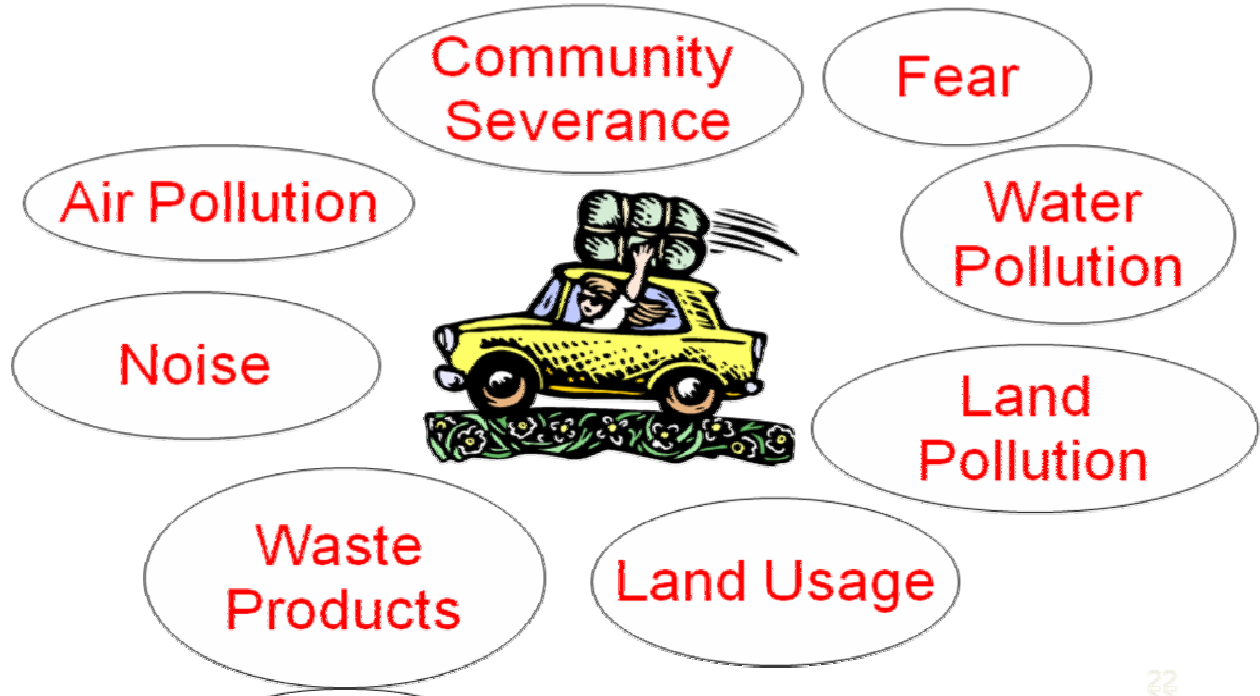 Community
Severance
Fear
Air Pollution
Water
Pollution
Noise
Land
Pollution
Waste
Products
Land Usage
22